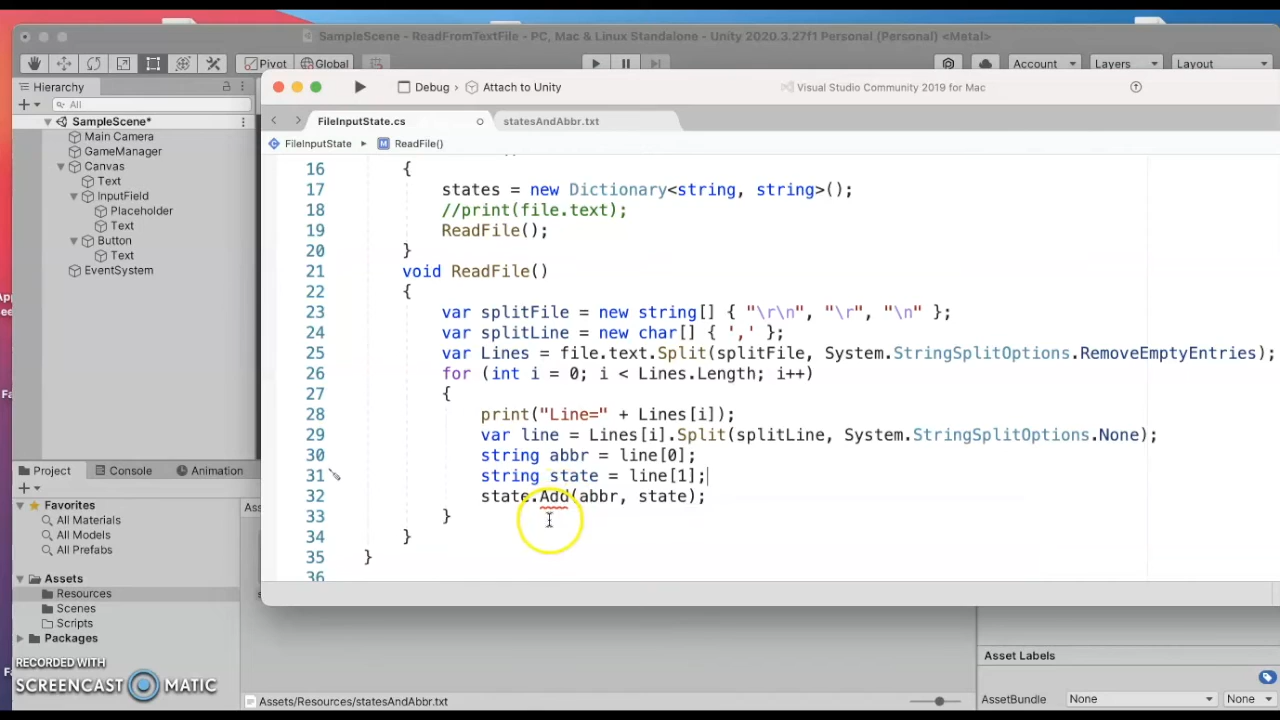 SampleScene - ReadFromTextFile - PC, Mac & Linux Standalone - Unity 2020.3.27f1 Personal (Personal) <Metal>
Pivot
Global
Account
Layers
Layout
Hierarchy
All
SampleScene*
Main Camera
GameManager
Canvas
Text
InputField
Placeholder
Text
Button
Text
EventSystem
Debug › Attach to Unity
Visual Studio Community 2019 for Mac
FileInputState.cs
statesAndAbbr.txt
FileInputState
ReadFile()
16 {
17 states = new Dictionary<string, string>();
18 //print(file.text);
19 ReadFile();
20 }
21 void ReadFile()
22 {
23 var splitFile = new string[] { "\r\n", "\r", "\n" };
24 var splitLine = new char[] { ',' };
25 var Lines = file.text.Split(splitFile, System.StringSplitOptions.RemoveEmptyEntries);
26 for (int i = 0; i < Lines.Length; i++)
27 {
28 print("Line=" + Lines[i]);
29 var line = Lines[i].Split(splitLine, System.StringSplitOptions.None);
30 string abbr = line[0];
31 string state = line[1];
32 state.Add(abbr, state);
33 }
34 }
35 }
36
Project
Console
Animation
Favorites
All Materials
All Models
All Prefabs
Assets
Resources
Scenes
Scripts
Packages
RECORDED WITH
SCREENCAST MATIC
Assets/Resources/statesAndAbbr.txt
Asset Labels
AssetBundle
None
None